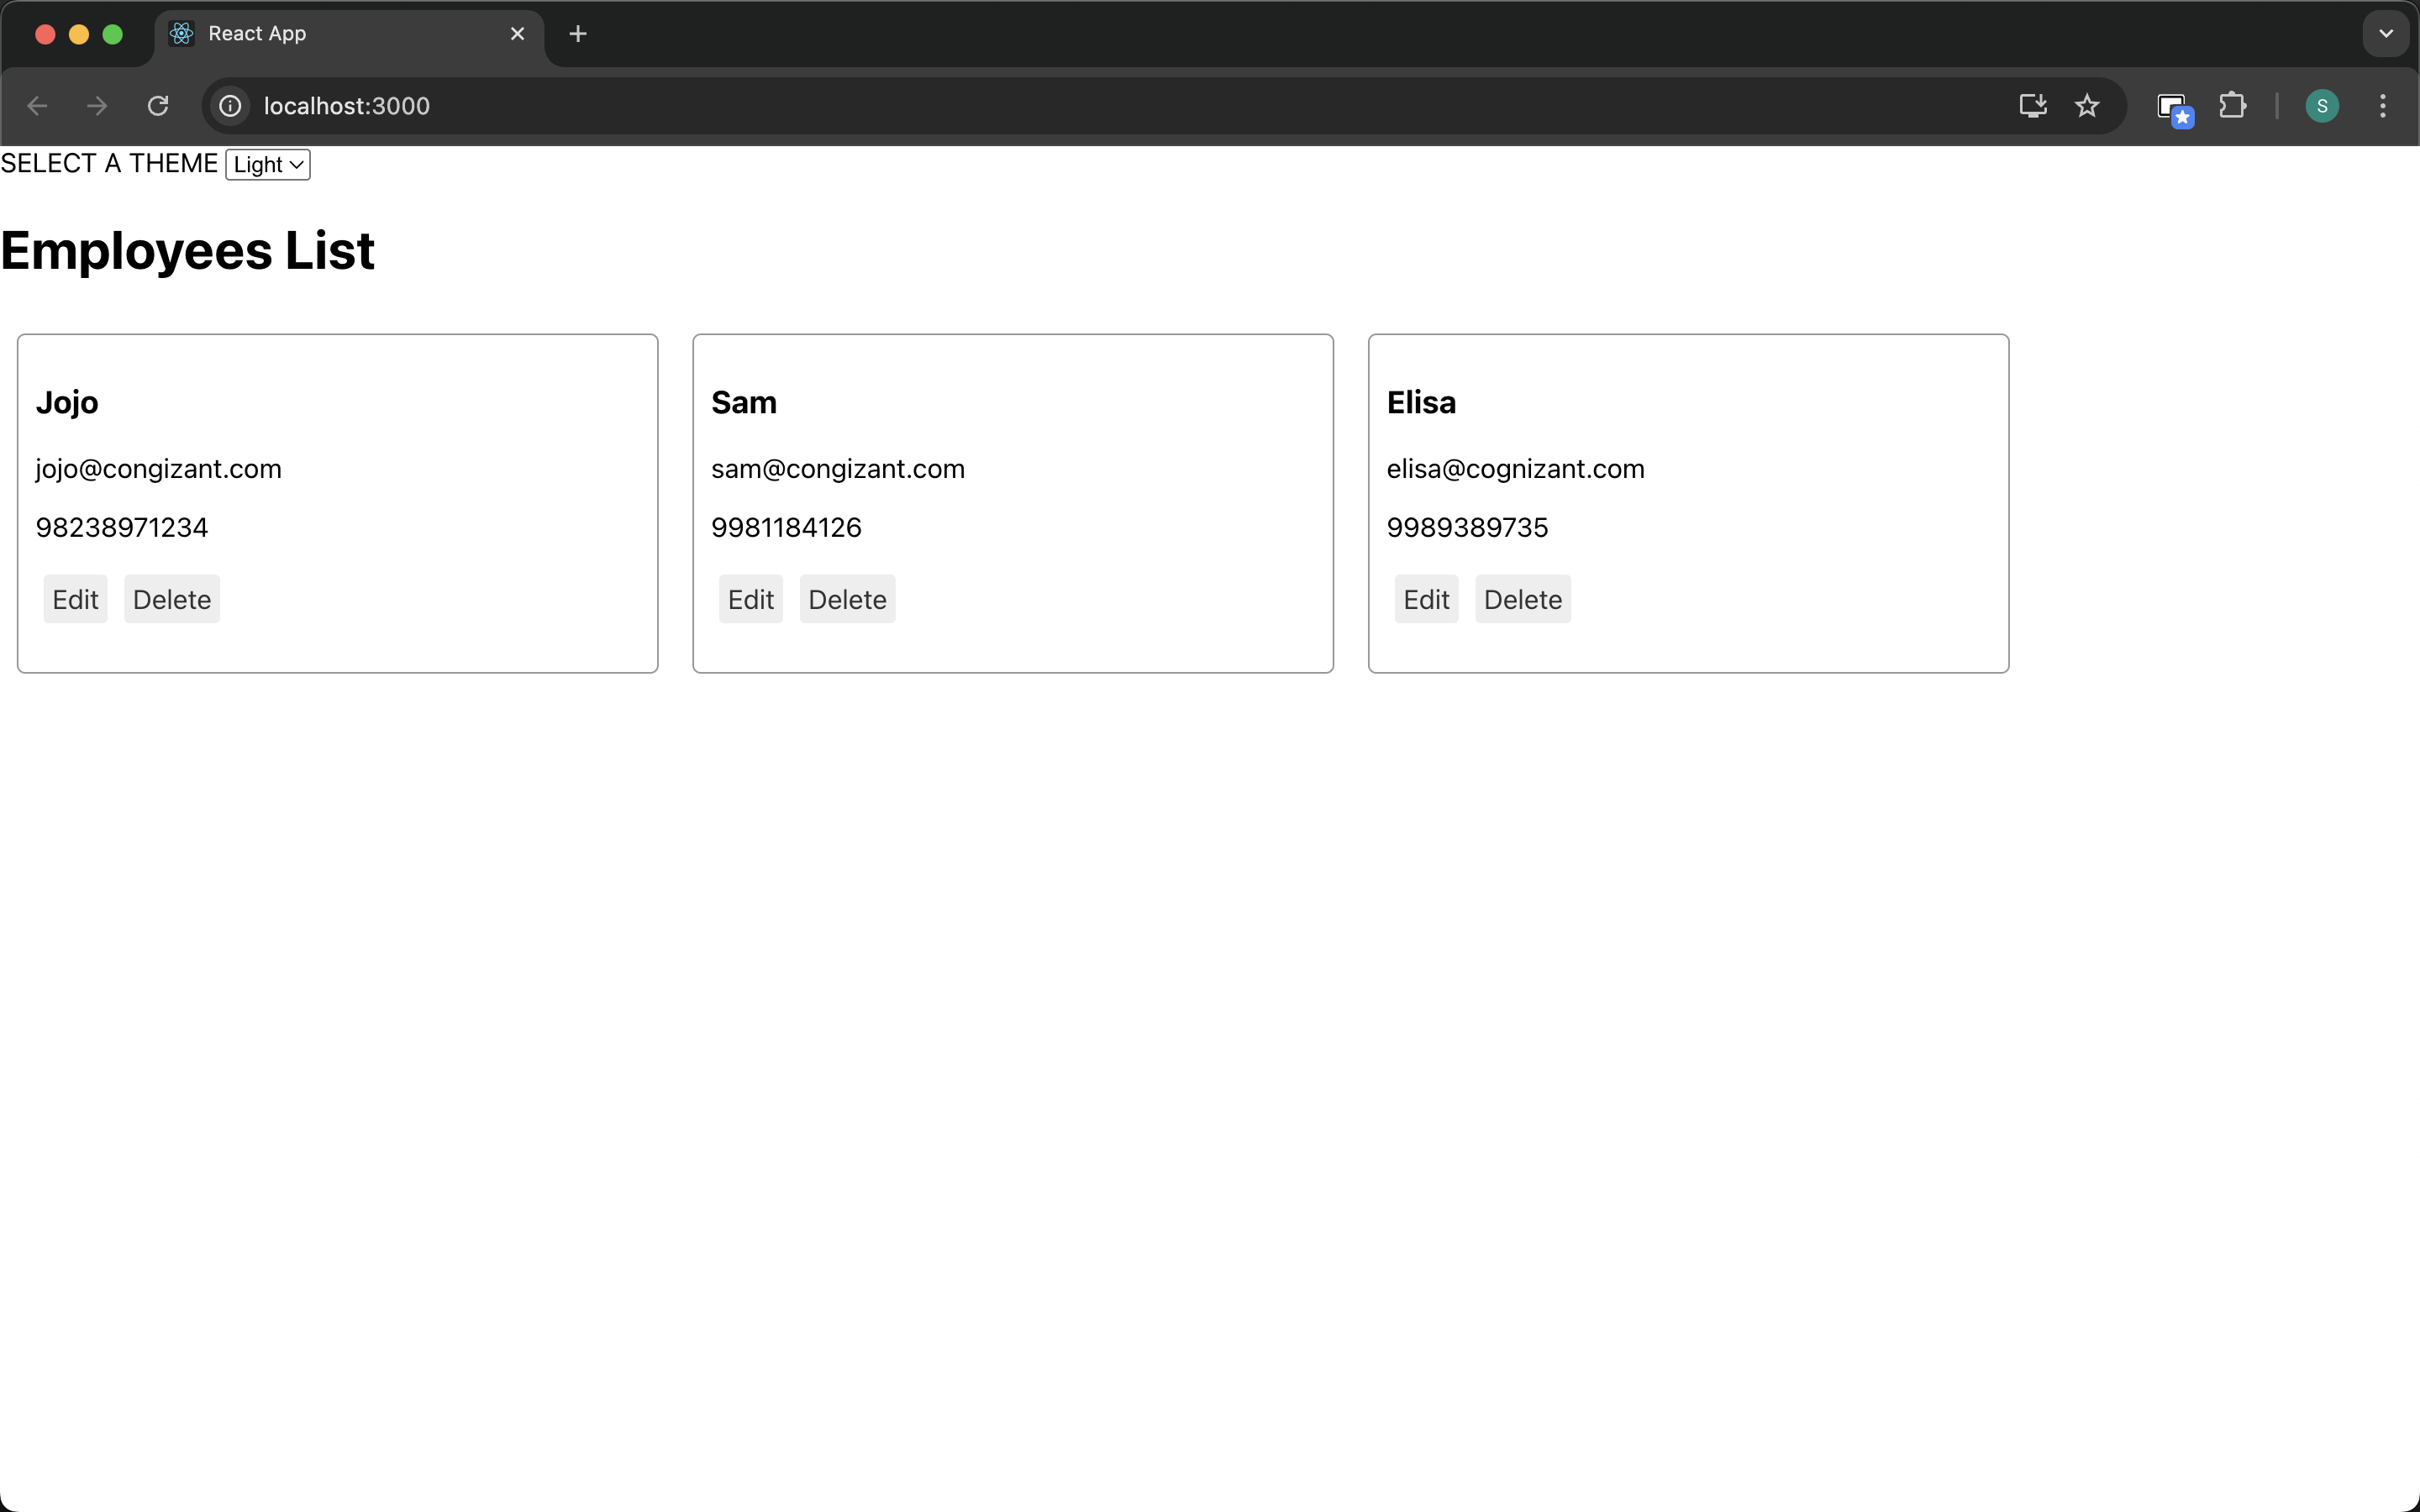 React App
localhost:3000
S
SELECT A THEME Light
Employees List
Jojo
jojo@congizant.com
98238971234
Edit Delete
Sam
sam@congizant.com
9981184126
Edit Delete
Elisa
elisa@cognizant.com
9989389735
Edit Delete